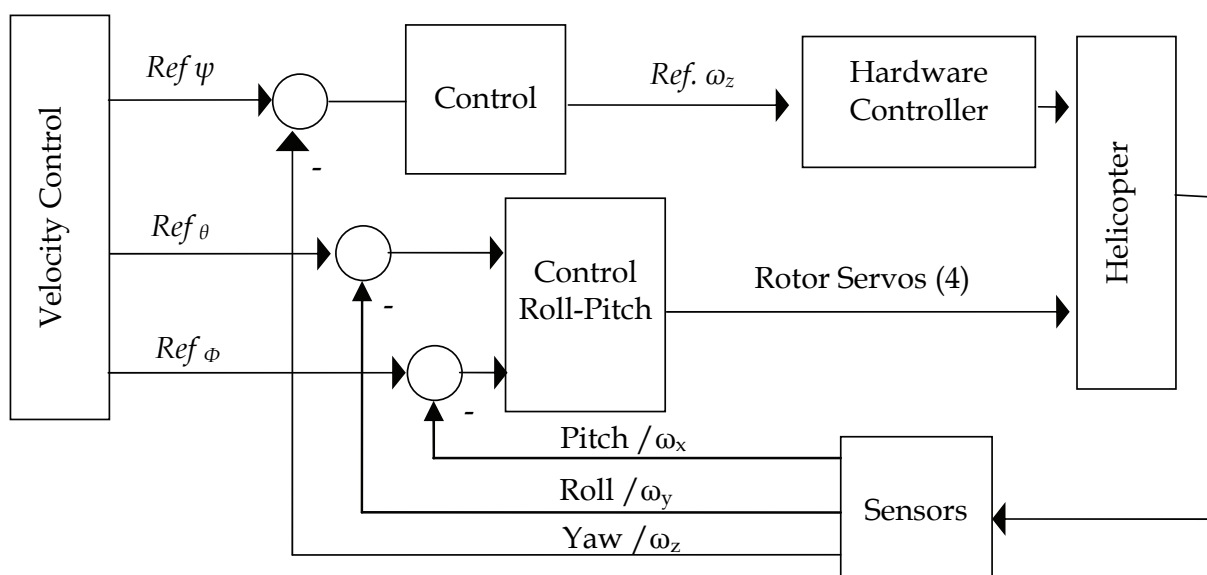 Velocity Control
Ref ψ
Control
Ref. ωz
Hardware
Controller
Helicopter
-
Ref θ
-
Control
Roll-Pitch
Rotor Servos (4)
Ref Φ
-
Pitch /ωx
Roll /ωy
Yaw /ωz
Sensors